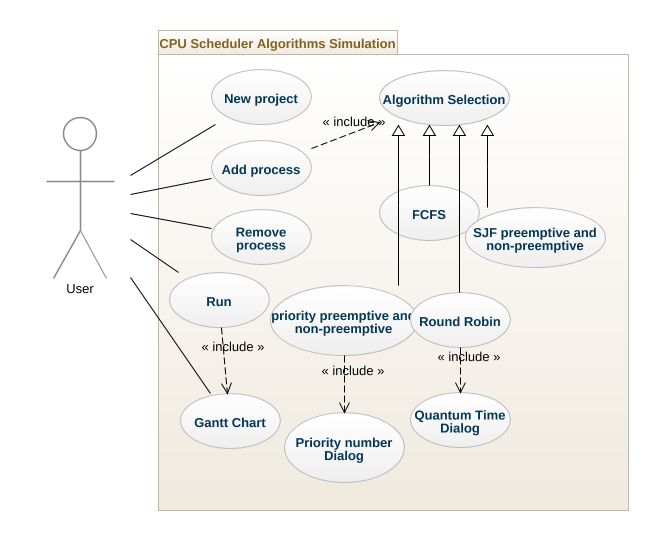 CPU Scheduler Algorithms Simulation
New project
Algorithm Selection
« include »
Add process
FCFS
Remove
process
SJF preemptive and
non-preemptive
User
Run
priority preemptive and
non-preemptive
Round Robin
« include »
« include »
« include »
Gantt Chart
Priority number
Dialog
Quantum Time
Dialog